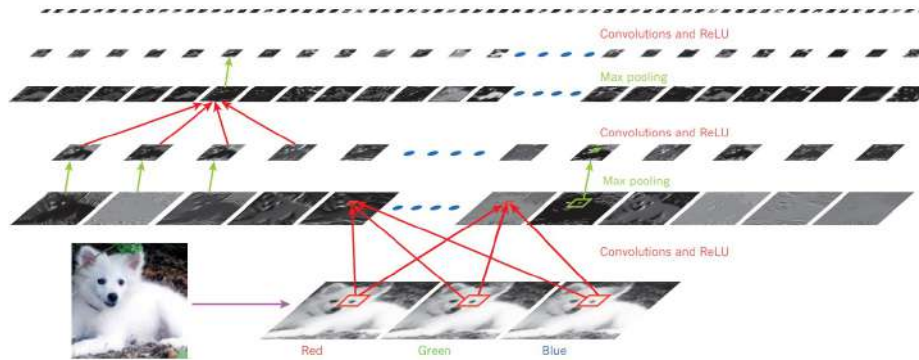 Convolutions and ReLU
Max pooling
Convolutions and ReLU
Max pooling
Convolutions and ReLU
Red Green Blue